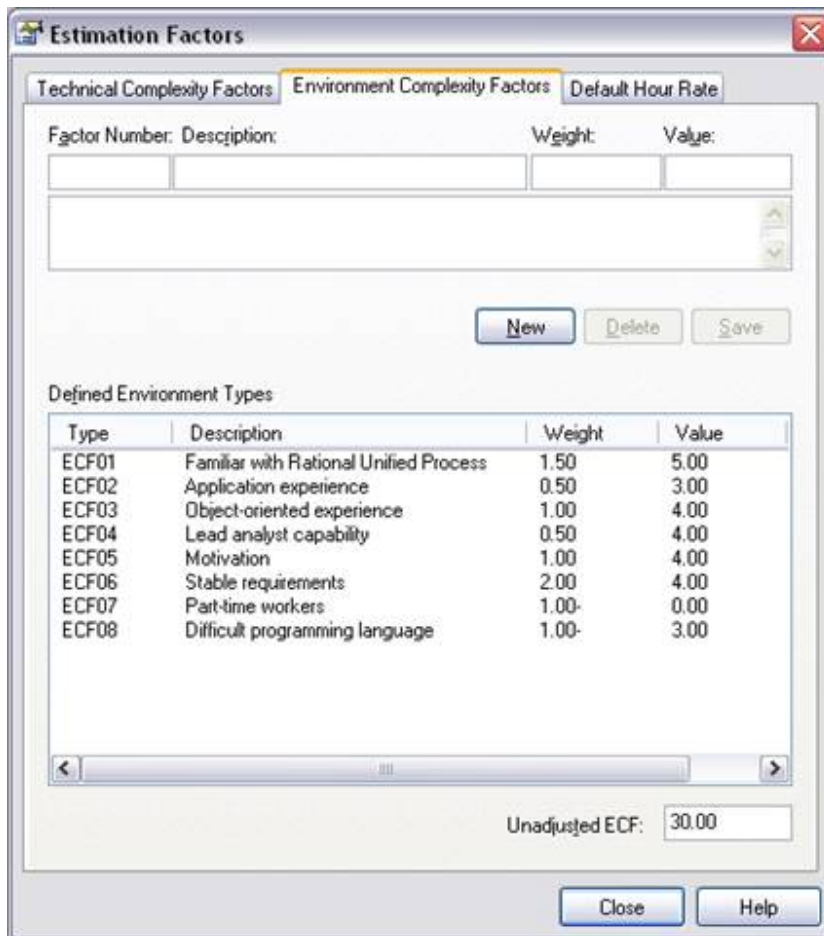 Estimation Factors
Technical Complexity Factors Environment Complexity Factors Default Hour Rate
Factor Number: Description: Weight: Value:
New Delete Save
Defined Environment Types
Type Description Weight Value
ECF01 Familiar with Rational Unified Process 1.50 5.00
ECF02 Application experience 0.50 3.00
ECF03 Object-oriented experience 1.00 4.00
ECF04 Lead analyst capability 0.50 4.00
ECF05 Motivation 1.00 4.00
ECF06 Stable requirements 2.00 4.00
ECF07 Part-time workers 1.00- 0.00
ECF08 Difficult programming language 1.00- 3.00
Unadjusted ECF: 30.00
Close Help